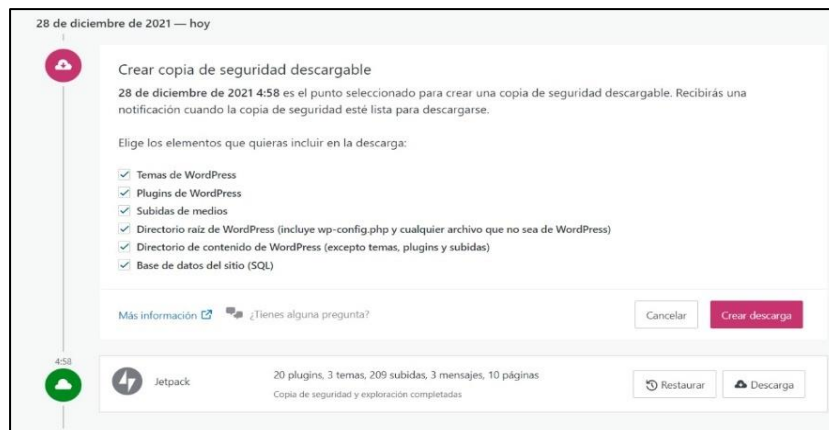 28 de diciembre de 2021 — hoy
Crear copia de seguridad descargable
28 de diciembre de 2021 4:58 es el punto seleccionado para crear una copia de seguridad descargable. Recibirás una
notificación cuando la copia de seguridad esté lista para descargarse.
Elige los elementos que quieras incluir en la descarga:
Temas de WordPress
Plugins de WordPress
Subidas de medios
Directorio raíz de WordPress (incluye wp-config.php y cualquier archivo que no sea de WordPress)
Directorio de contenido de WordPress (excepto temas, plugins y subidas)
Base de datos del sitio (SQL)
Más información ¿Tienes alguna pregunta? Cancelar Crear descarga
4:58
Jetpack 20 plugins, 3 temas, 209 subidas, 3 mensajes, 10 páginas Restaurar Descarga
Copia de seguridad y exploración completadas